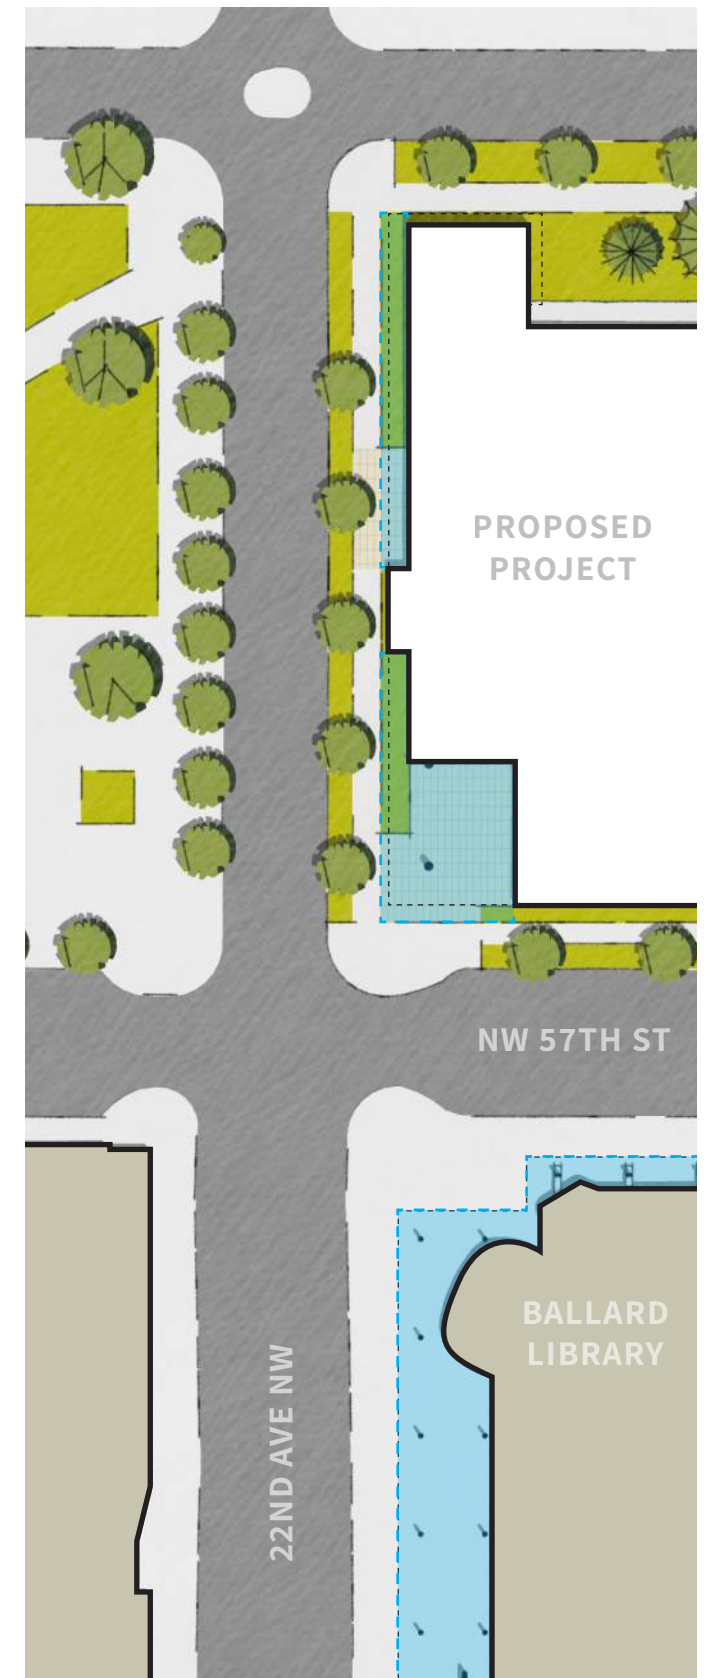 PROPOSED
PROJECT
NW 57TH ST
BALLARD
LIBRARY
22ND AVE NW